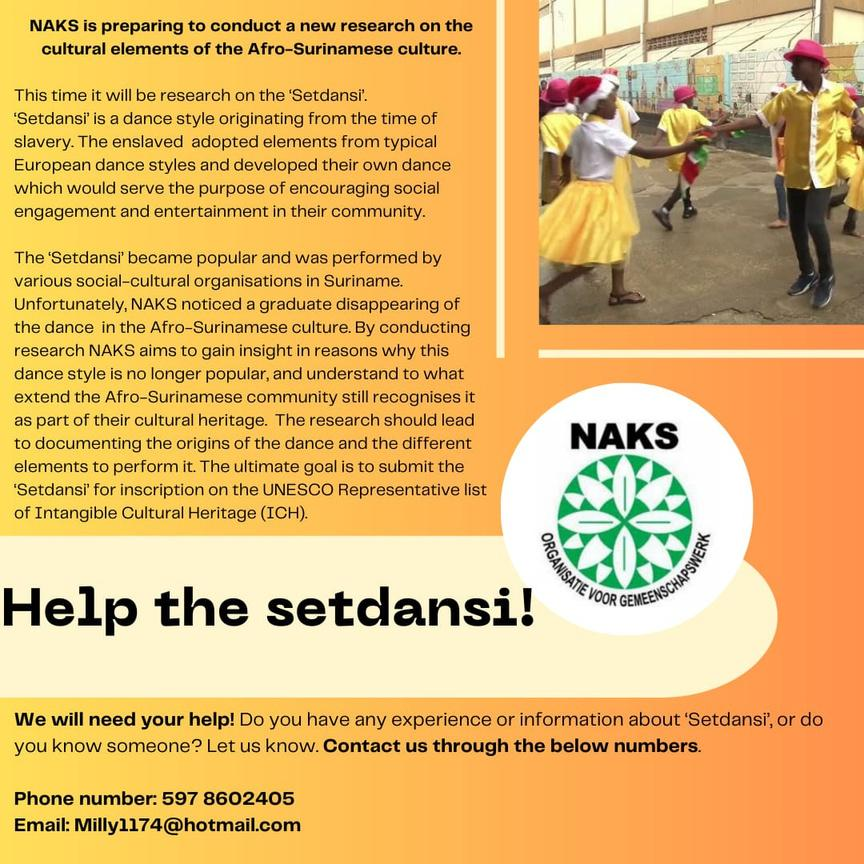 NAKS is preparing to conduct a new research on the
cultural elements of the Afro-Surinamese culture.
This time it will be research on the ‘Setdansi’.
‘Setdansi’ is a dance style originating from the time of
slavery. The enslaved adopted elements from typical
European dance styles and developed their own dance
which would serve the purpose of encouraging social
engagement and entertainment in their community.
The ‘Setdansi’ became popular and was performed by
various social-cultural organisations in Suriname.
Unfortunately, NAKS noticed a graduate disappearing of
the dance in the Afro-Surinamese culture. By conducting
research NAKS aims to gain insight in reasons why this
dance style is no longer popular, and understand to what
extend the Afro-Surinamese community still recognises it
as part of their cultural heritage. The research should lead
to documenting the origins of the dance and the different
elements to perform it. The ultimate goal is to submit the
‘Setdansi’ for inscription on the UNESCO Representative list
of Intangible Cultural Heritage (ICH).
NAKS
ORGANISATIE VOOR GEMEENSCHAPSWERK
Help the setdansi!
We will need your help! Do you have any experience or information about ‘Setdansi’, or do
you know someone? Let us know. Contact us through the below numbers.
Phone number: 597 8602405
Email: Milly1174@hotmail.com